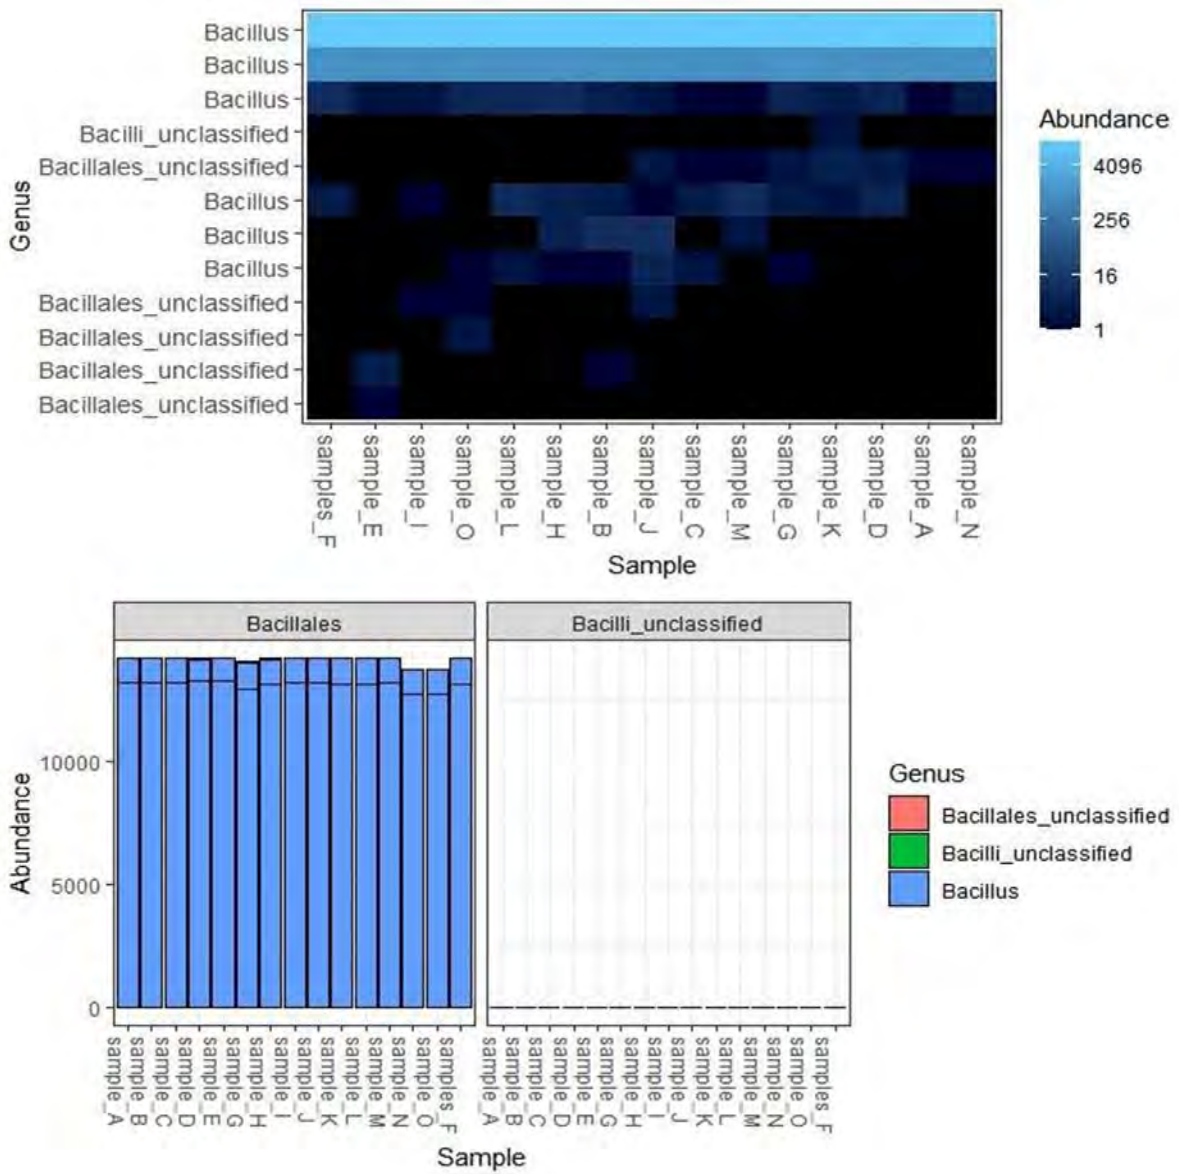 Bacillus
Bacillus
Bacillus
Bacilli_unclassified
Bacillales_unclassified
Bacillus
Bacillus
Bacillus
Bacillales_unclassified
Bacillales_unclassified
Bacillales_unclassified
Bacillales_unclassified
Genus
samples_F
sample_E
sample_I
sample_O
sample_L
sample_H
sample_B
sample_J
sample_C
sample_M
sample_G
sample_K
sample_D
sample_A
sample_N
Sample
Abundance
4096
256
16
1
Bacillales
Bacilli_unclassified
Abundance
10000
5000
0
sample_A
sample_B
sample_C
sample_D
sample_E
sample_G
sample_H
sample_I
sample_J
sample_K
sample_L
sample_M
sample_N
sample_O
samples_F
sample_A
sample_B
sample_C
sample_D
sample_E
sample_G
sample_H
sample_I
sample_J
sample_K
sample_L
sample_M
sample_N
sample_O
samples_F
Sample
Genus
Bacillales_unclassified
Bacilli_unclassified
Bacillus